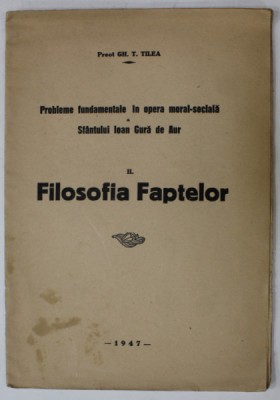 Preot GH. T. TILEA
Probleme fundamentale în opera moral-socială
a
Sfântului Ioan Gură de Aur
II.
Filosofia Faptelor
— 1947 —